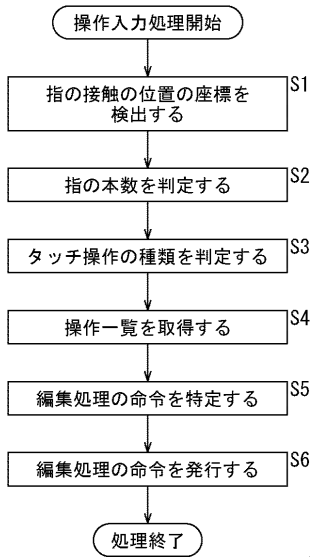 操作入力処理開始
S1
指の接触の位置の座標を
検出する
S2
指の本数を判定する
S3
タッチ操作の種類を判定する
S4
操作一覧を取得する
S5
編集処理の命令を特定する
S6
編集処理の命令を発行する
処理終了